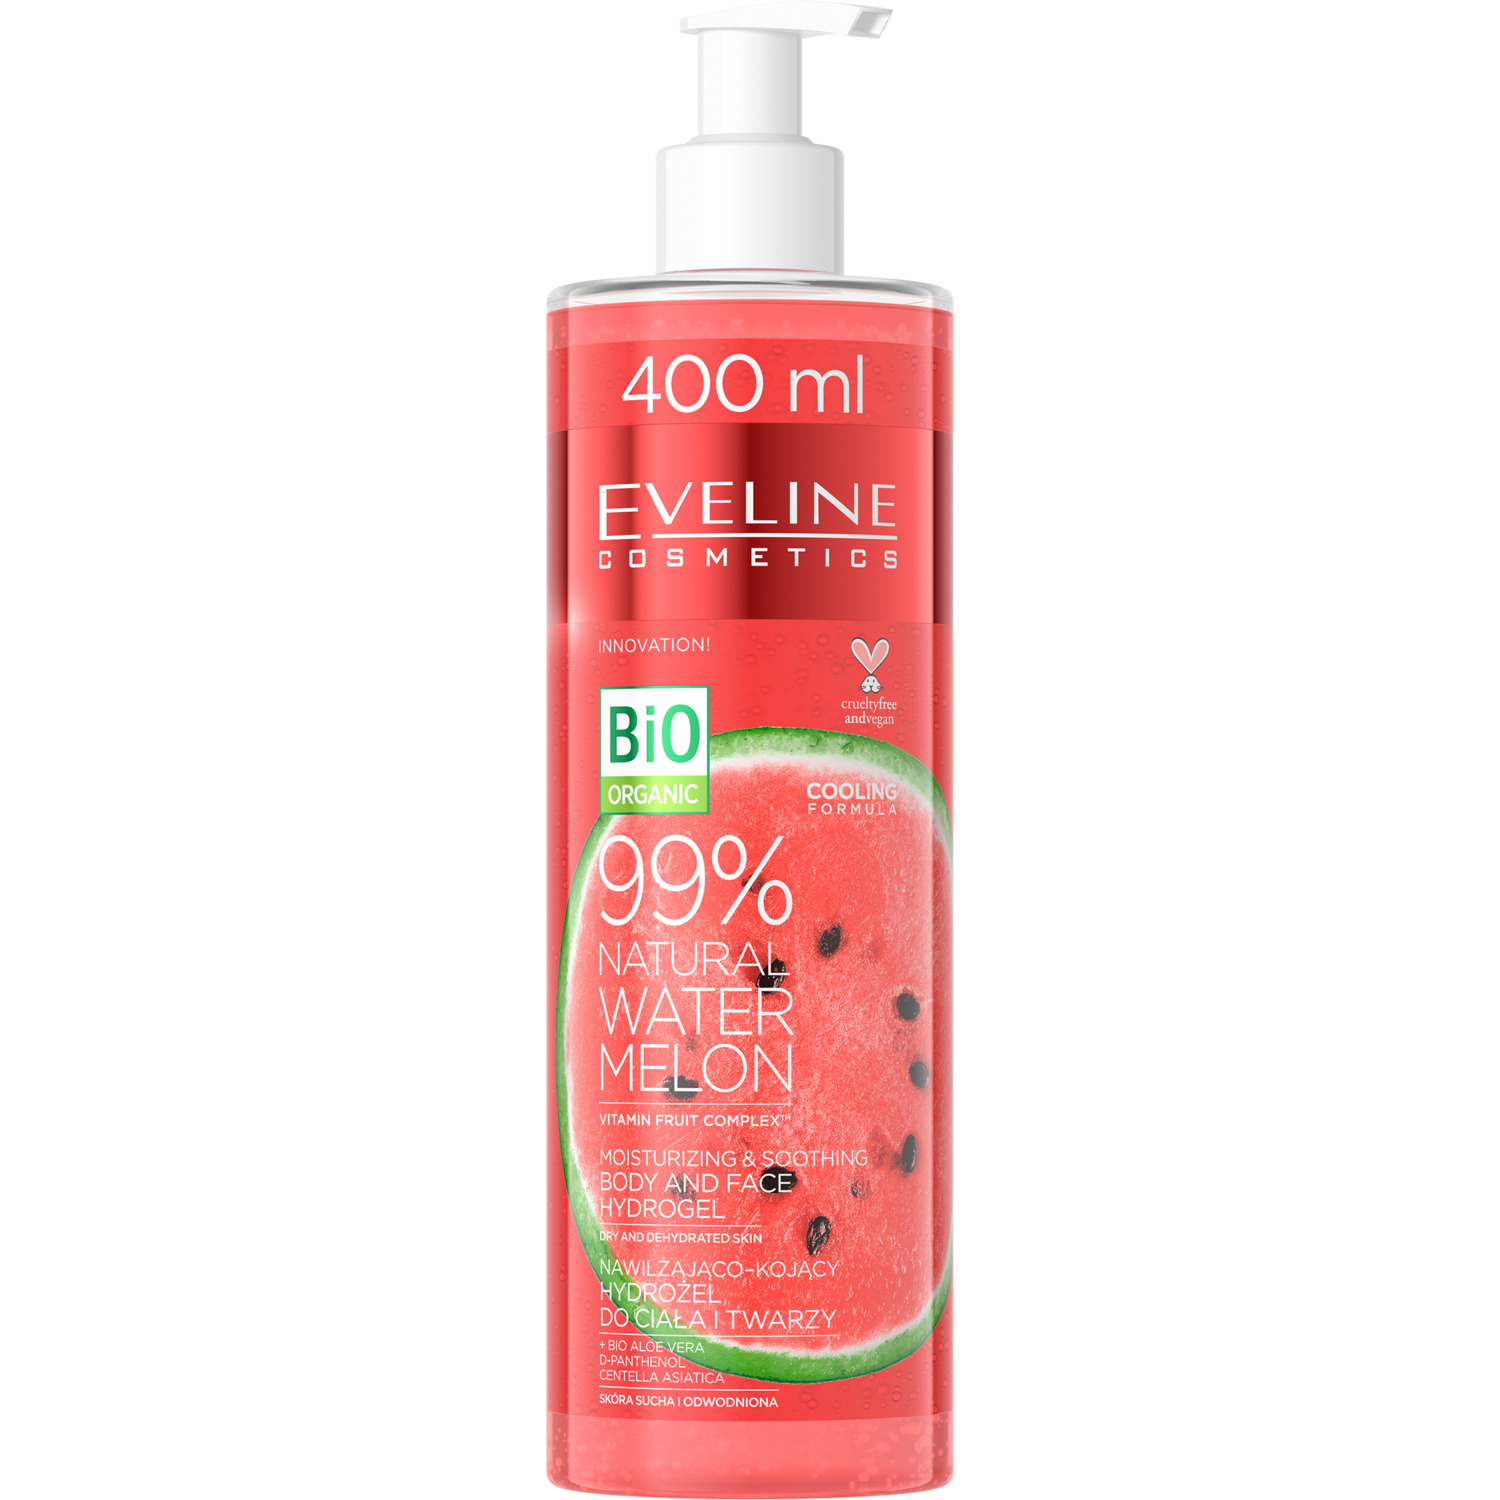 400 ml
EVELINE
COSMETICS
INNOVATION!
crueltyfree
andvegan
BiO
ORGANIC
COOLING
FORMULA
99%
NATURAL
WATER
MELON
VITAMIN FRUIT COMPLEX™
MOISTURIZING & SOOTHING
BODY AND FACE
HYDROGEL
DRY AND DEHYDRATED SKIN
NAWILŻAJĄCO-KOJĄCY
HYDROŻEL
DO CIAŁA I TWARZY
+ BIO ALOE VERA
D-PANTHENOL
CENTELLA ASIATICA
SKÓRA SUCHA I ODWODNIONA